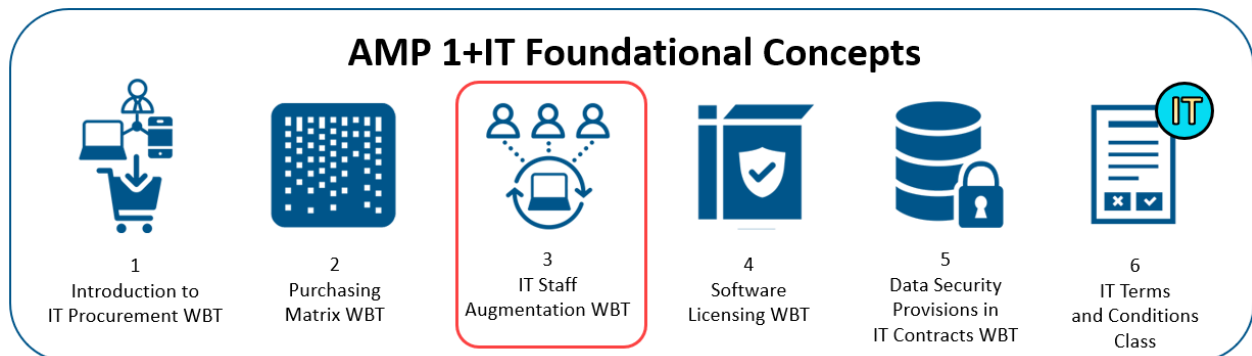 AMP 1+IT Foundational Concepts
IT
1
Introduction to
IT Procurement WBT
2
Purchasing
Matrix WBT
3
IT Staff
Augmentation WBT
4
Software
Licensing WBT
5
Data Security
Provisions in
IT Contracts WBT
6
IT Terms
and Conditions
Class